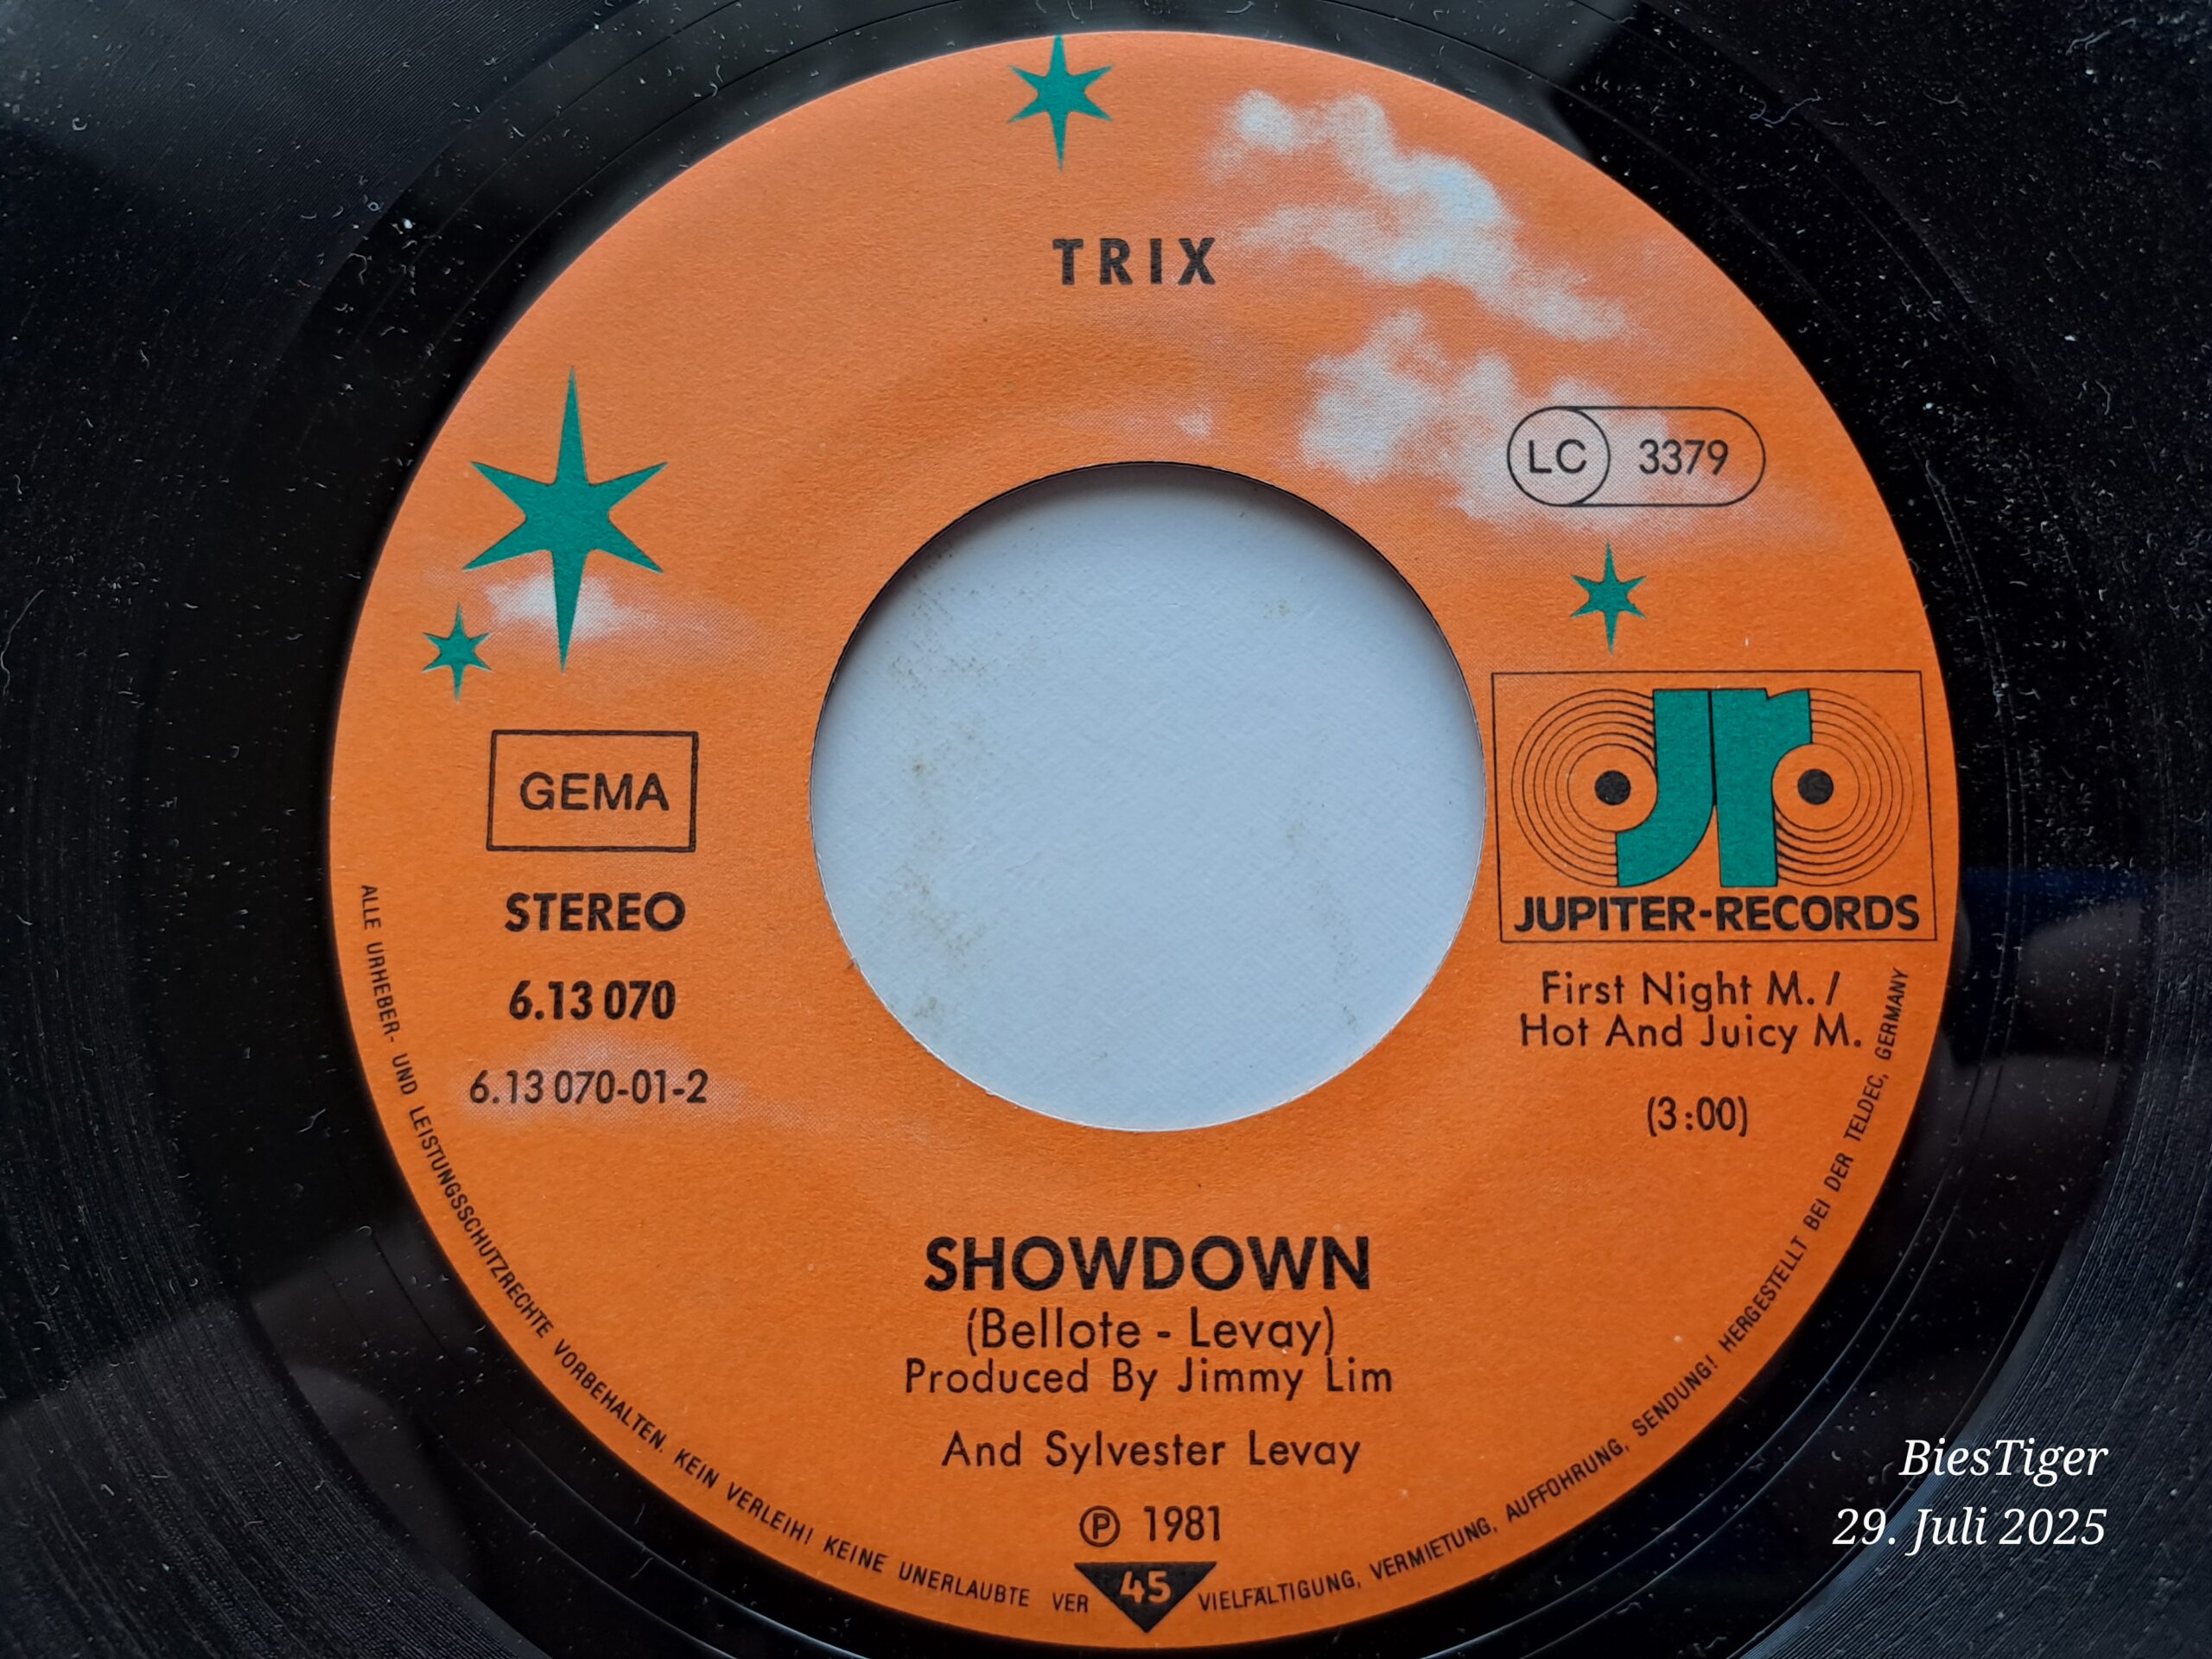 TRIX
LC 3379
GEMA
STEREO
6.13 070
6.13 070-01-2
jr
JUPITER-RECORDS
First Night M. /
Hot And Juicy M.
(3:00)
SHOWDOWN
(Bellote - Levay)
Produced By Jimmy Lim
And Sylvester Levay
Ⓟ 1981
45
ALLE URHEBER- UND LEISTUNGSSCHUTZRECHTE VORBEHALTEN. KEIN VERLEIH! KEINE UNERLAUBTE VER VIELFÄLTIGUNG, VERMIETUNG, AUFFÜHRUNG, SENDUNG! HERGESTELLT BEI DER TELDEC, GERMANY
BiesTiger
29. Juli 2025